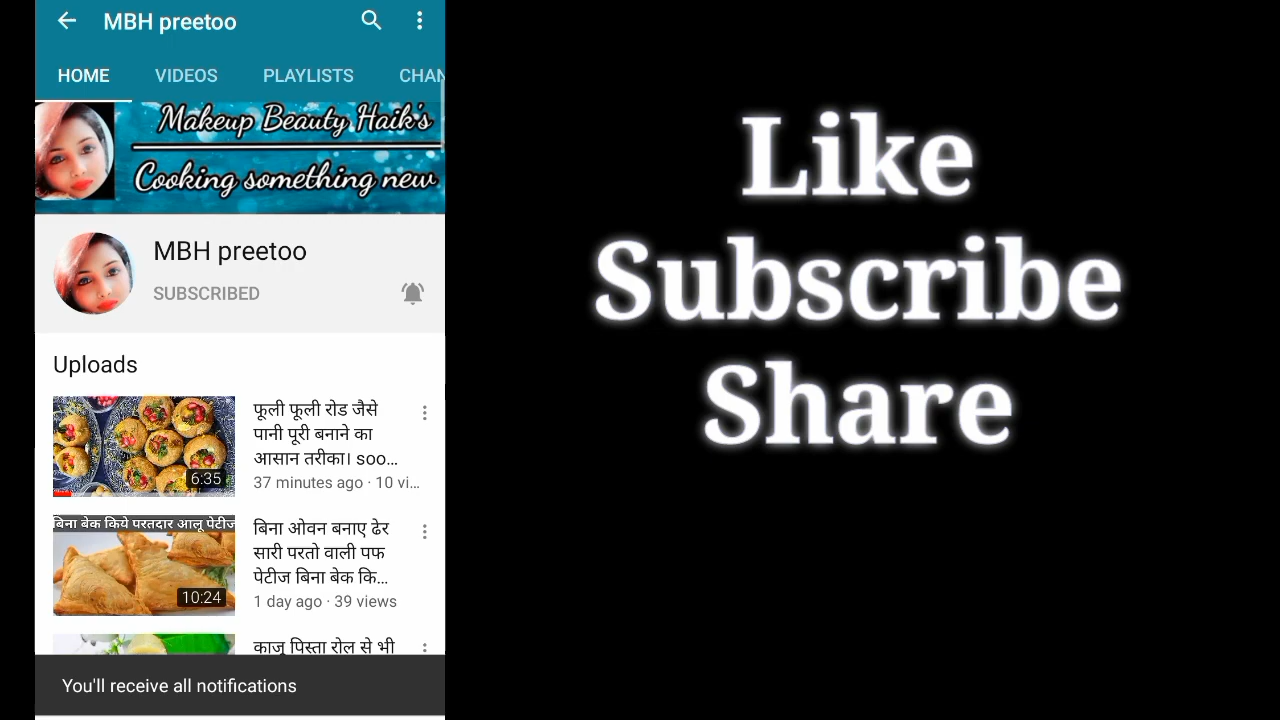 MBH preetoo
HOME VIDEOS PLAYLISTS CHAN
Makeup Beauty Haik's
Cooking something new
MBH preetoo
SUBSCRIBED
Uploads
6:35
फूली फूली रोड जैसे
पानी पूरी बनाने का
आसान तरीका। soo...
37 minutes ago · 10 vi...
बिना बेक किये परतदार आलू पेटीज
10:24
बिना ओवन बनाए ढेर
सारी परतो वाली पफ
पेटीज बिना बेक कि...
1 day ago · 39 views
काजू पिस्ता रोल से भी
You'll receive all notifications
Like
Subscribe
Share